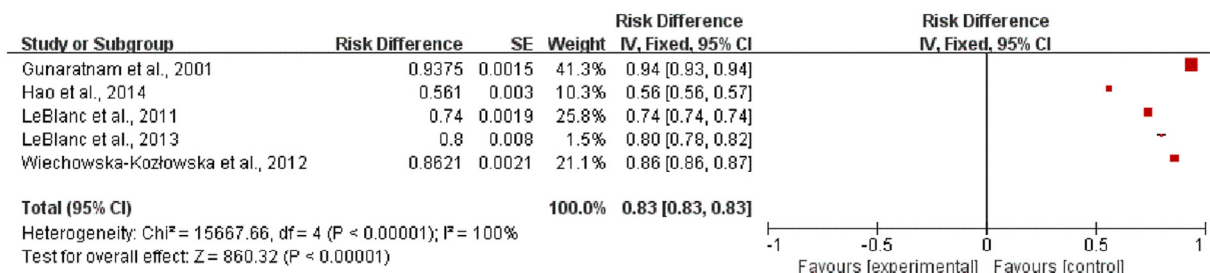 Risk Difference Risk Difference
Study or Subgroup Risk Difference SE Weight IV, Fixed, 95% CI IV, Fixed, 95% CI
Gunaratnam et al., 2001 0.9375 0.0015 41.3% 0.94 [0.93, 0.94]
Hao et al., 2014 0.561 0.003 10.3% 0.56 [0.56, 0.57]
LeBlanc et al., 2011 0.74 0.0019 25.8% 0.74 [0.74, 0.74]
LeBlanc et al., 2013 0.8 0.008 1.5% 0.80 [0.78, 0.82]
Wiechowska-Kozłowska et al., 2012 0.8621 0.0021 21.1% 0.86 [0.86, 0.87]
Total (95% CI) 100.0% 0.83 [0.83, 0.83]
Heterogeneity: Chi² = 15667.66, df = 4 (P < 0.00001); I² = 100%
Test for overall effect: Z = 860.32 (P < 0.00001)
-1 -0.5 0 0.5 1
Favours [experimental] Favours [control]